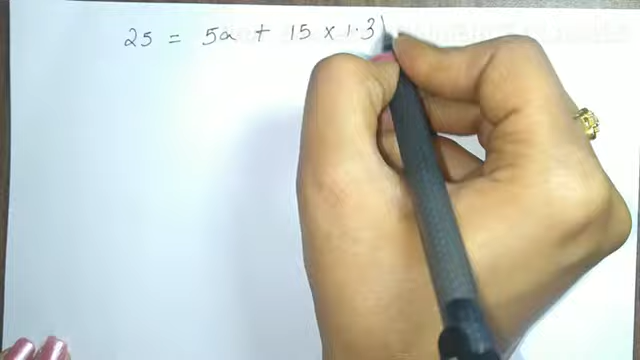 25 = 5a + 15 × 1.3